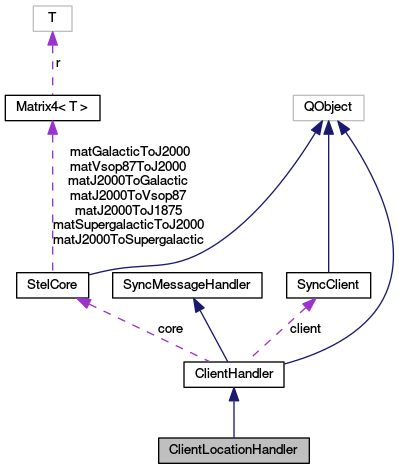 T
r
Matrix4< T >
QObject
matGalacticToJ2000
matVsop87ToJ2000
matJ2000ToGalactic
matJ2000ToVsop87
matJ2000ToJ1875
matSupergalacticToJ2000
matJ2000ToSupergalactic
StelCore
SyncMessageHandler
SyncClient
core
client
ClientHandler
ClientLocationHandler